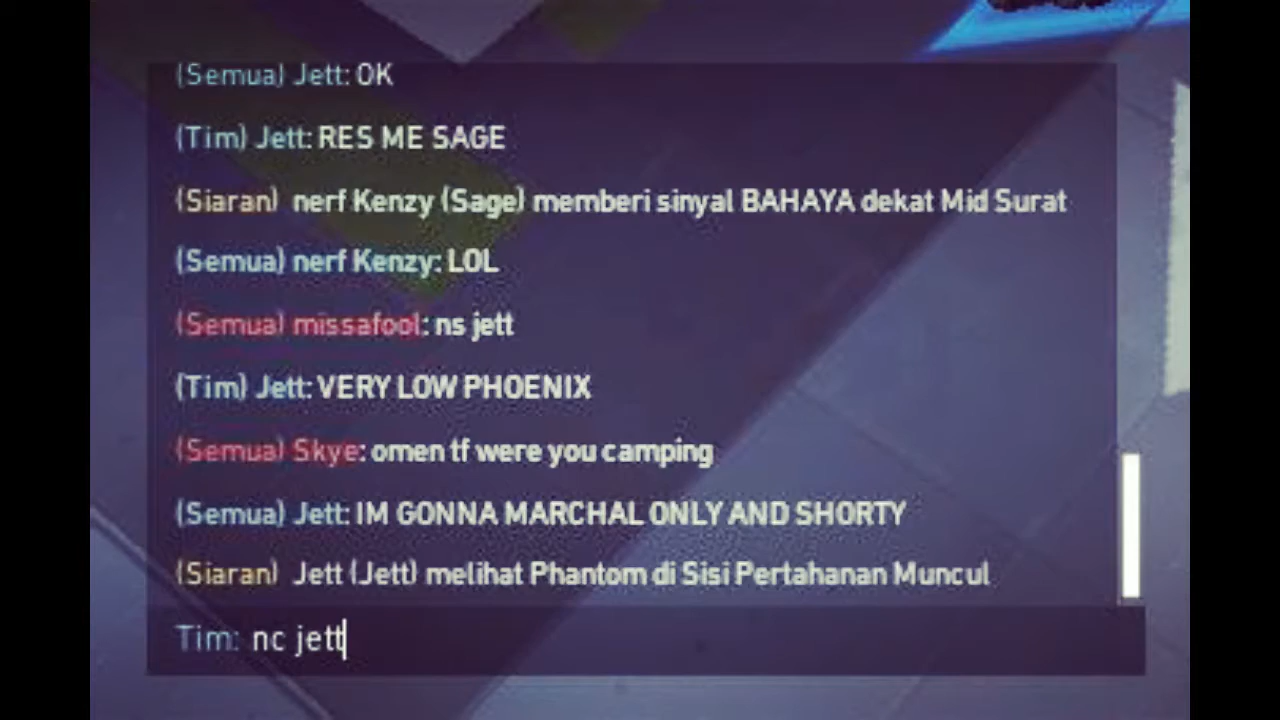 (Semua) Jett: OK
(Tim) Jett: RES ME SAGE
(Siaran) nerf Kenzy (Sage) memberi sinyal BAHAYA dekat Mid Surat
(Semua) nerf Kenzy: LOL
(Semua) missafool: ns jett
(Tim) Jett: VERY LOW PHOENIX
(Semua) Skye: omen tf were you camping
(Semua) Jett: IM GONNA MARCHAL ONLY AND SHORTY
(Siaran) Jett (Jett) melihat Phantom di Sisi Pertahanan Muncul
Tim: nc jett